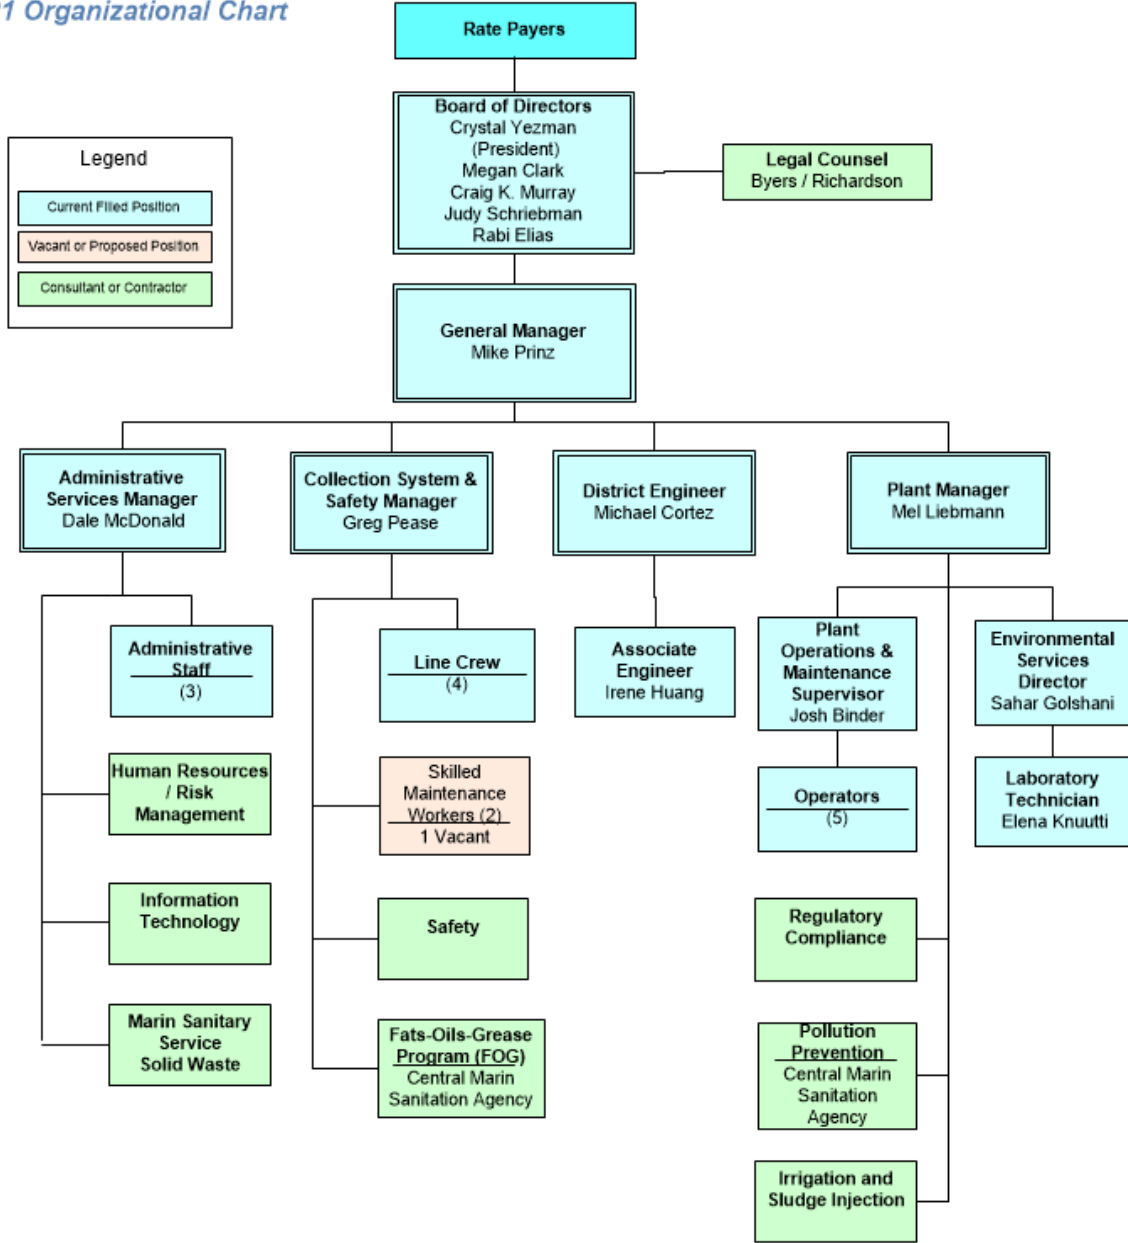 1 Organizational Chart
Rate Payers
Board of Directors
Crystal Yezman
(President)
Megan Clark
Craig K. Murray
Judy Schriebman
Rabi Elias
Legal Counsel
Byers / Richardson
Legend
Current Filled Position
Vacant or Proposed Position
Consultant or Contractor
General Manager
Mike Prinz
Administrative
Services Manager
Dale McDonald
Collection System &
Safety Manager
Greg Pease
District Engineer
Michael Cortez
Plant Manager
Mel Liebmann
Administrative
Staff
(3)
Human Resources
/ Risk
Management
Information
Technology
Marin Sanitary
Service
Solid Waste
Line Crew
(4)
Skilled
Maintenance
Workers (2)
1 Vacant
Safety
Fats-Oils-Grease
Program (FOG)
Central Marin
Sanitation Agency
Associate
Engineer
Irene Huang
Plant
Operations &
Maintenance
Supervisor
Josh Binder
Operators
(5)
Regulatory
Compliance
Pollution
Prevention
Central Marin
Sanitation
Agency
Irrigation and
Sludge Injection
Environmental
Services
Director
Sahar Golshani
Laboratory
Technician
Elena Knuutti